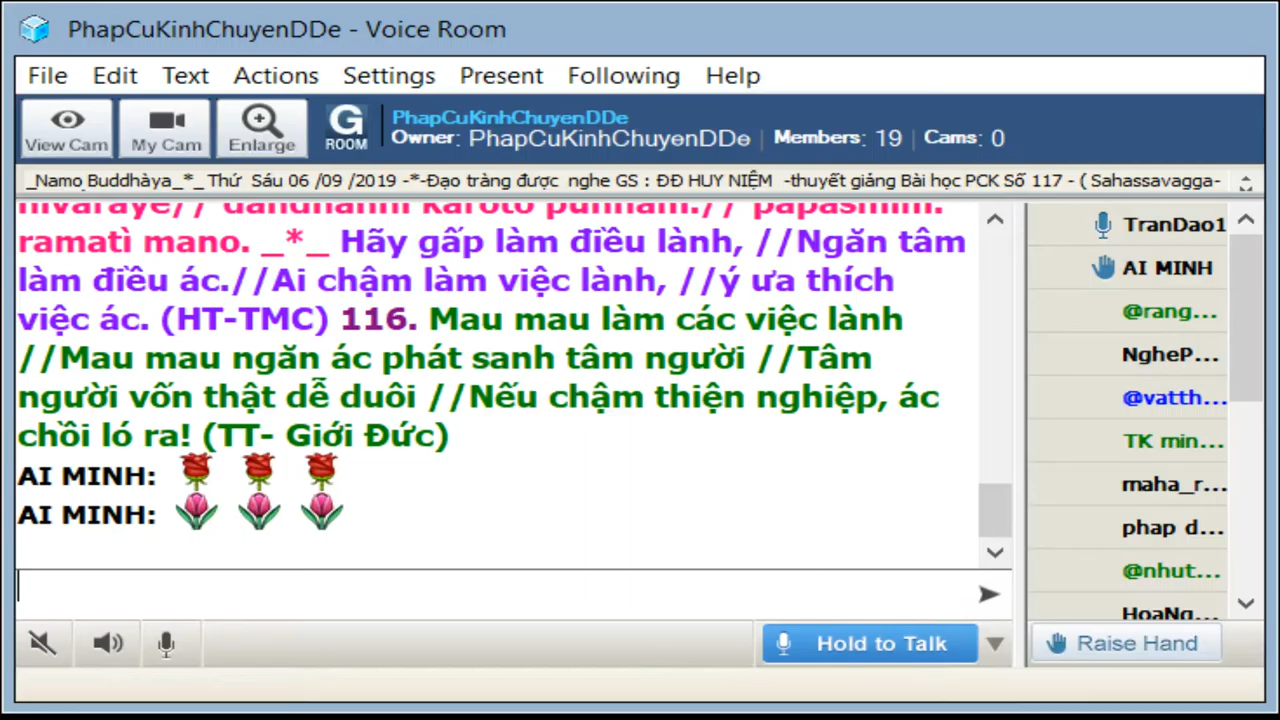 PhapCuKinhChuyenDDe - Voice Room
File Edit Text Actions Settings Present Following Help
View Cam My Cam Enlarge G ROOM PhapCuKinhChuyenDDe
Owner: PhapCuKinhChuyenDDe | Members: 19 | Cams: 0
_Namo_Buddhàya_*_ Thứ Sáu 06 /09 /2019 -*-Đạo tràng được nghe GS : ĐĐ HUY NIỆM -thuyết giảng Bài học PCK Số 117 - ( Sahassavagga-
ramatì mano. _*_ Hãy gấp làm điều lành, //Ngăn tâm
làm điều ác.//Ai chậm làm việc lành, //ý ưa thích
việc ác. (HT-TMC) 116. Mau mau làm các việc lành
//Mau mau ngăn ác phát sanh tâm người //Tâm
người vốn thật dễ duôi //Nếu chậm thiện nghiệp, ác
chồi ló ra! (TT- Giới Đức)
AI MINH:
AI MINH:
TranDao1
AI MINH
@rang...
NgheP...
@vatth...
TK min...
maha_r...
phap d...
@nhut...
HoaNg...
Hold to Talk
Raise Hand